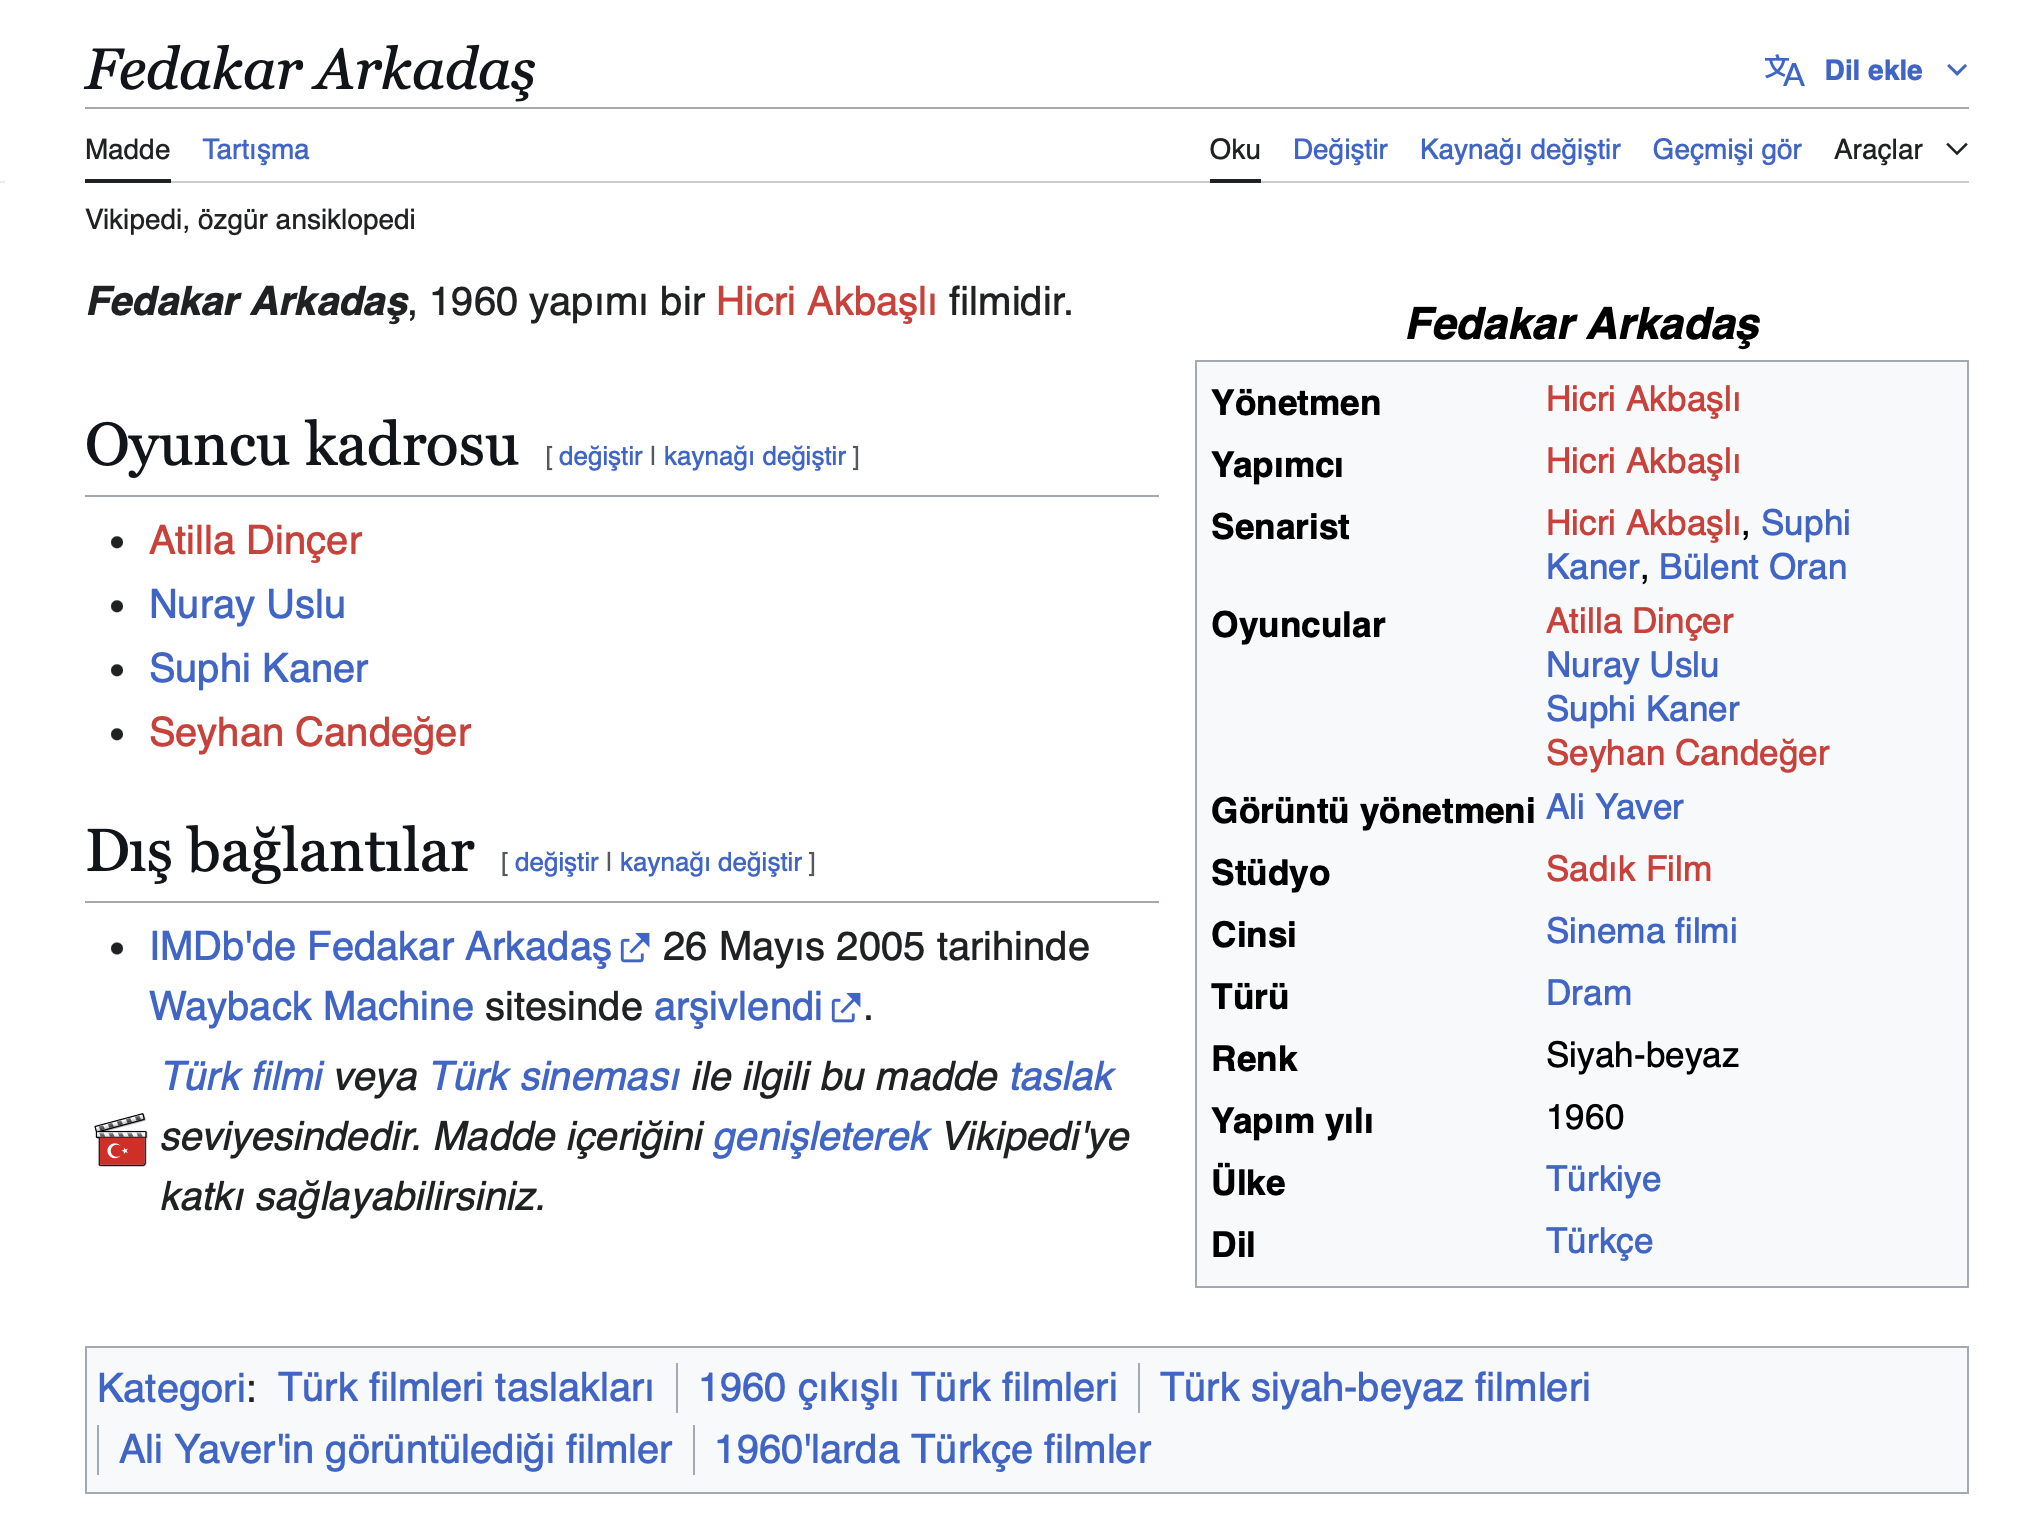 Fedakar Arkadaş
Dil ekle
Madde Tartışma
Oku Değiştir Kaynağı değiştir Geçmişi gör Araçlar
Vikipedi, özgür ansiklopedi
Fedakar Arkadaş, 1960 yapımı bir Hicri Akbaşlı filmidir.
Oyuncu kadrosu [ değiştir | kaynağı değiştir ]
Atilla Dinçer
Nuray Uslu
Suphi Kaner
Seyhan Candeğer
Dış bağlantılar [ değiştir | kaynağı değiştir ]
IMDb'de Fedakar Arkadaş 26 Mayıs 2005 tarihinde
Wayback Machine sitesinde arşivlendi.
Türk filmi veya Türk sineması ile ilgili bu madde taslak
seviyesindedir. Madde içeriğini genişleterek Vikipedi'ye
katkı sağlayabilirsiniz.
Fedakar Arkadaş
Yönetmen Hicri Akbaşlı
Yapımcı Hicri Akbaşlı
Senarist Hicri Akbaşlı, Suphi
Kaner, Bülent Oran
Oyuncular Atilla Dinçer
Nuray Uslu
Suphi Kaner
Seyhan Candeğer
Görüntü yönetmeni Ali Yaver
Stüdyo Sadık Film
Cinsi Sinema filmi
Türü Dram
Renk Siyah-beyaz
Yapım yılı 1960
Ülke Türkiye
Dil Türkçe
Kategori: Türk filmleri taslakları | 1960 çıkışlı Türk filmleri | Türk siyah-beyaz filmleri
| Ali Yaver'in görüntülediği filmler | 1960'larda Türkçe filmler